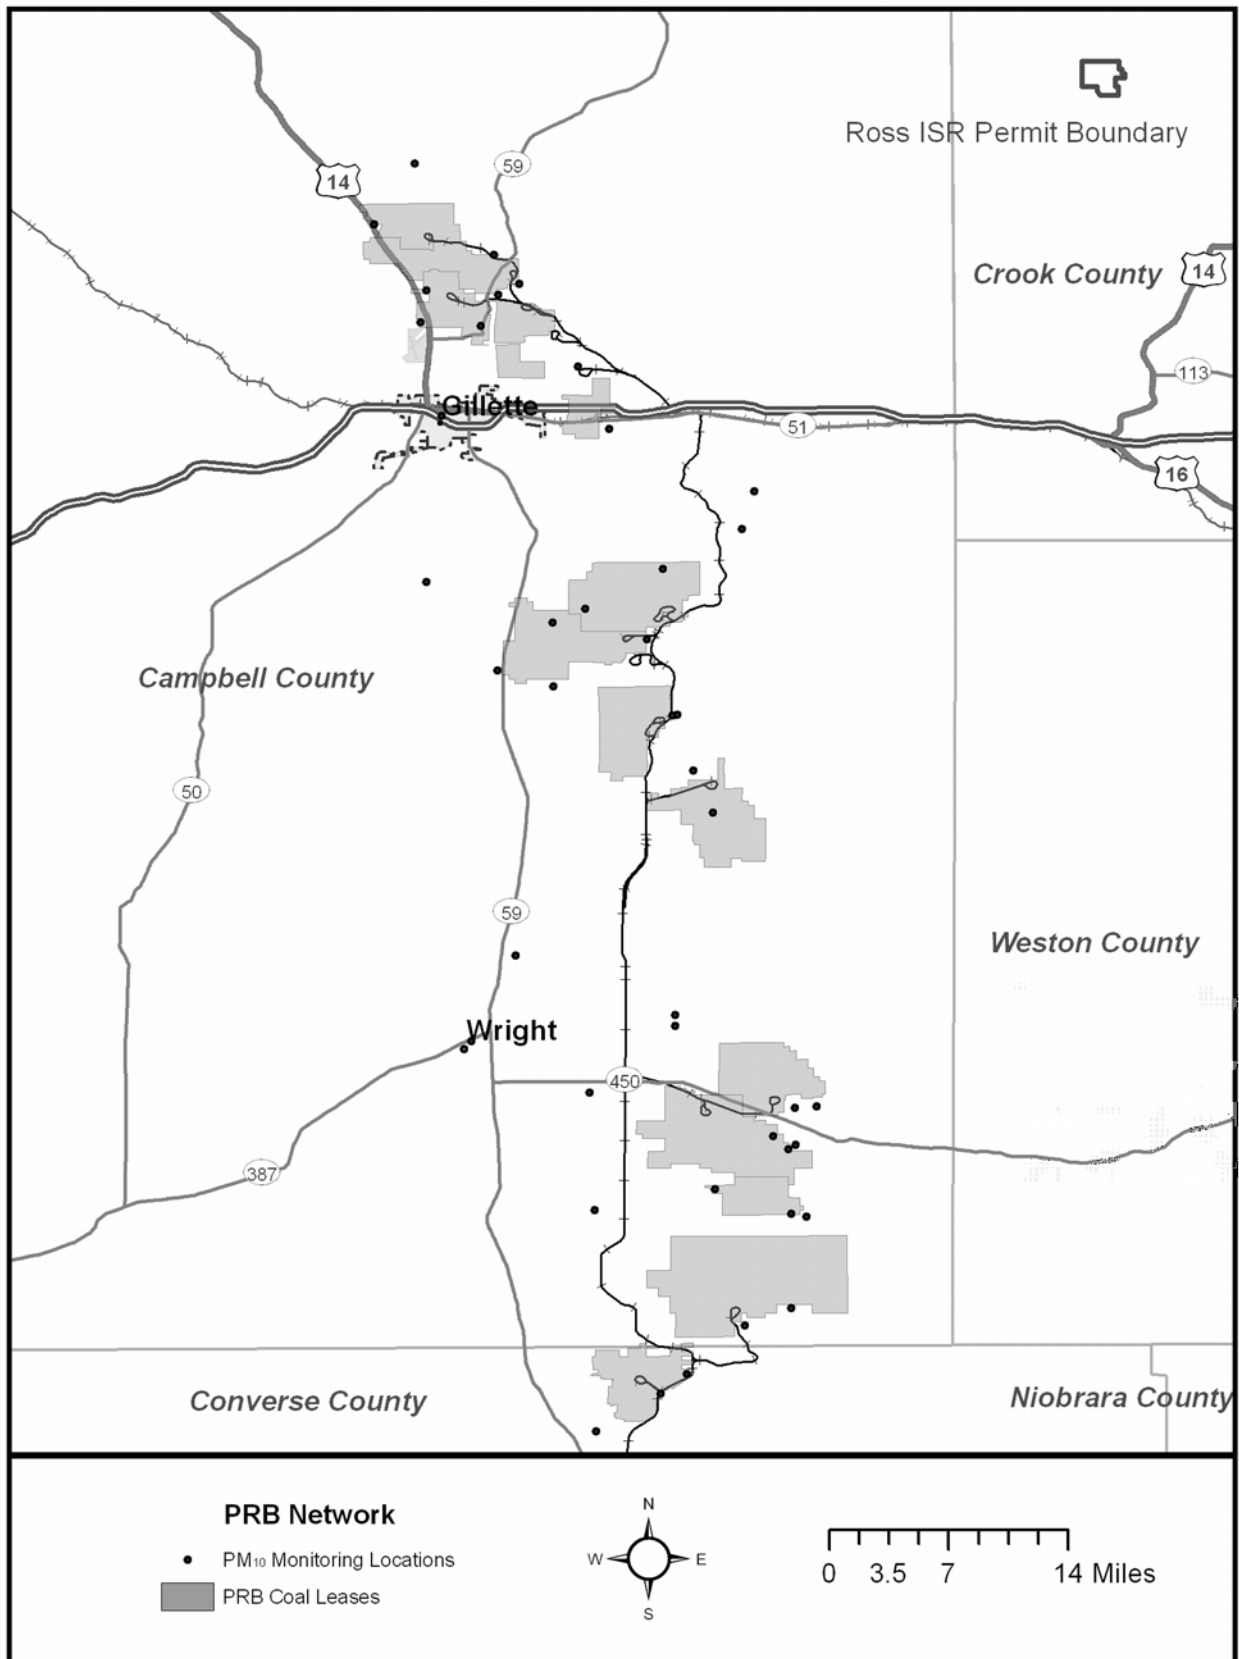 59
14
Ross ISR Permit Boundary
Crook County
14
113
Gillette
51
16
Campbell County
50
59
Weston County
Wright
450
387
Converse County
Niobrara County
PRB Network
PM10 Monitoring Locations
PRB Coal Leases
N
W
E
S
0 3.5 7 14 Miles